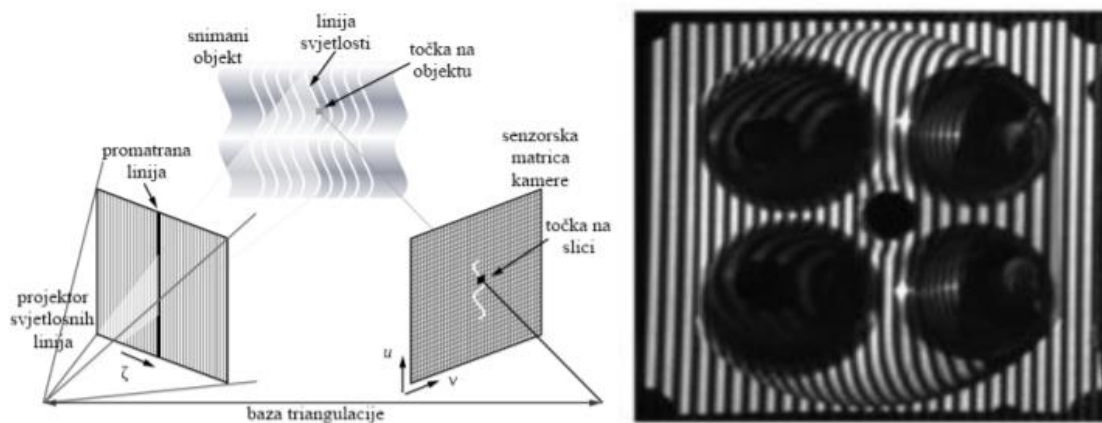 snimani
objekt
linija
svjetlosti
točka na
objektu
promatrana
linija
senzorska
matrica
kamere
točka na
slici
projektor
svjetlosnih
linija
ζ
u
v
baza triangulacije